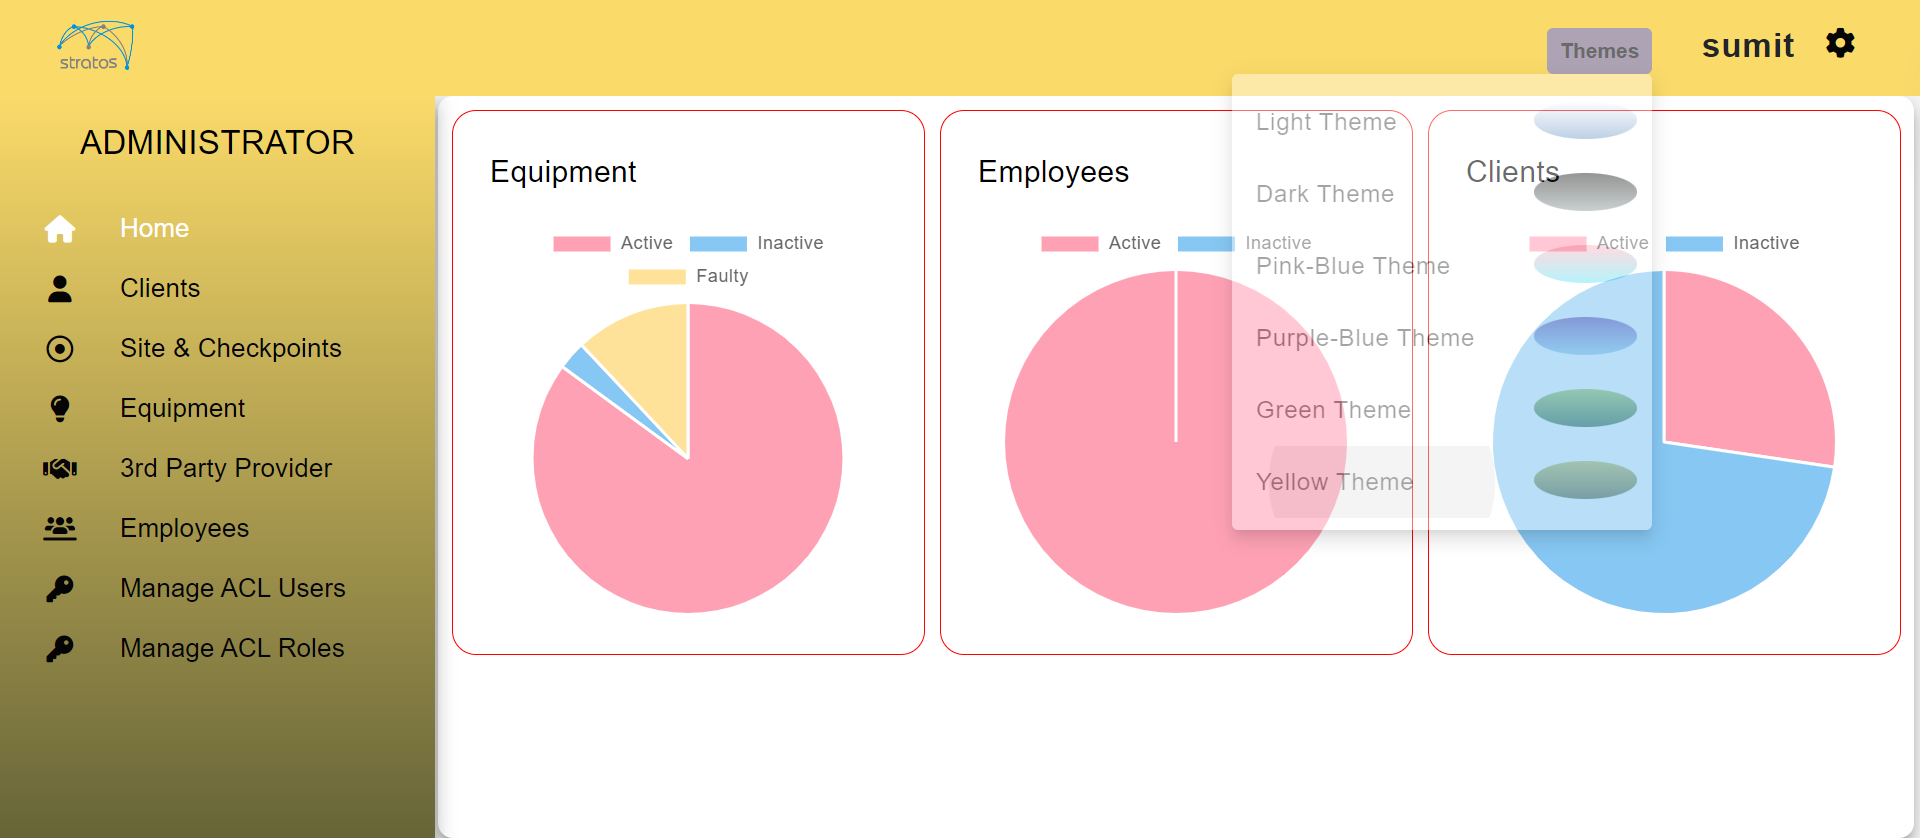 stratos
Themes
sumit
ADMINISTRATOR
Home
Clients
Site & Checkpoints
Equipment
3rd Party Provider
Employees
Manage ACL Users
Manage ACL Roles
Equipment
Active
Inactive
Faulty
Employees
Active
Inactive
Clients
Active
Inactive
Light Theme
Dark Theme
Pink-Blue Theme
Purple-Blue Theme
Green Theme
Yellow Theme